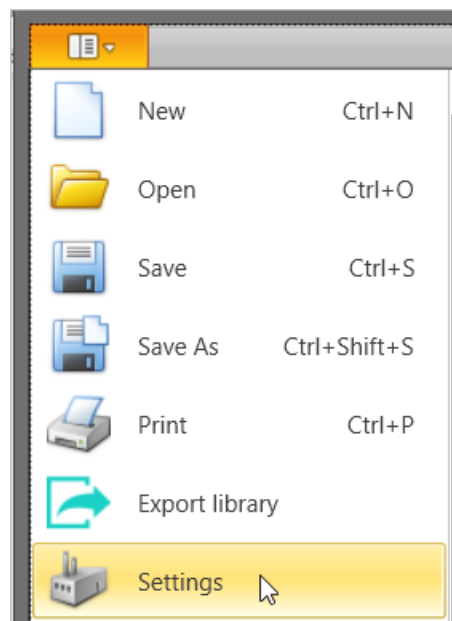 New Ctrl+N
Open Ctrl+O
Save Ctrl+S
Save As Ctrl+Shift+S
Print Ctrl+P
Export library
Settings